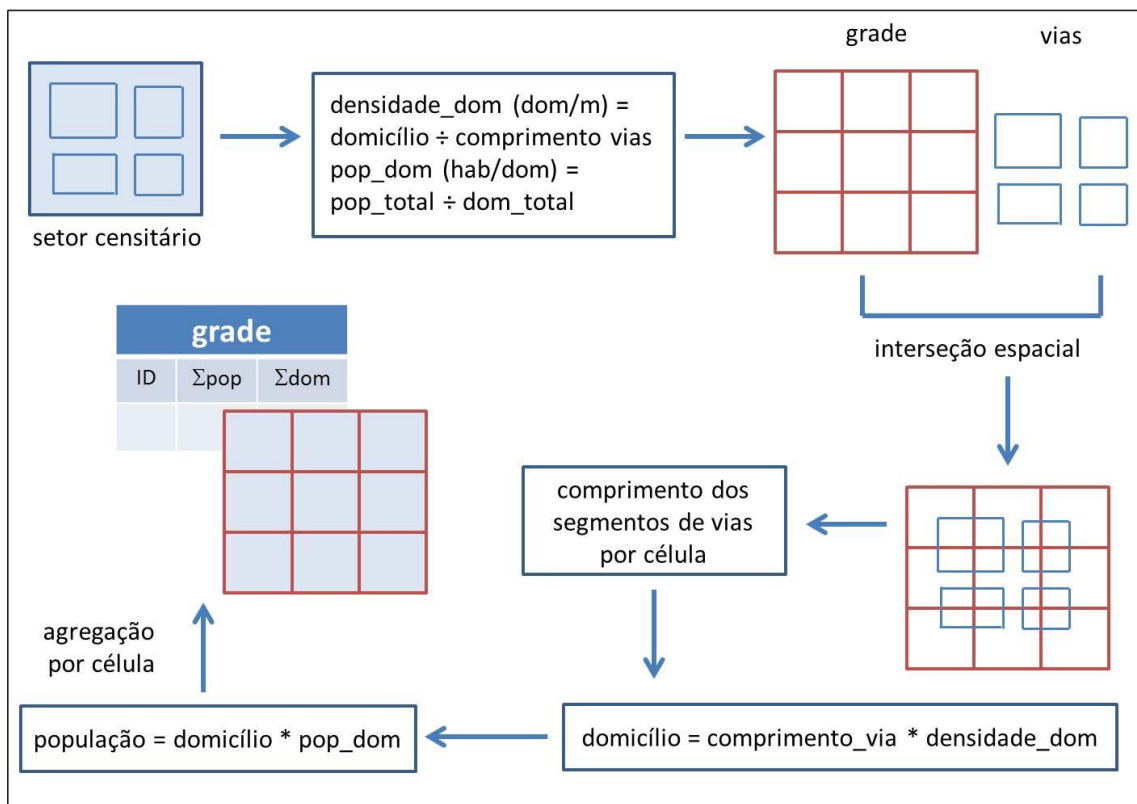 grade
vias
densidade_dom (dom/m) =
domicílio ÷ comprimento vias
pop_dom (hab/dom) =
pop_total ÷ dom_total
setor censitário
interseção espacial
grade
ID
Σpop
Σdom
comprimento dos
segmentos de vias
por célula
agregação
por célula
população = domicílio * pop_dom
domicílio = comprimento_via * densidade_dom